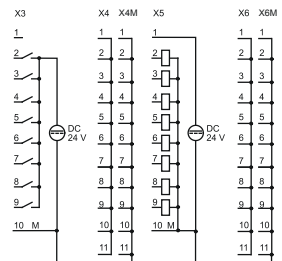 X3 X4 X4M X5 X6 X6M
1 1 1 1 1 1
2 2 2 2 2 2
3 3 3 3 3 3
4 4 4 4 4 4
5 5 5 5 5 5
DC DC
24 V 24 V
6 6 6 6 6 6
7 7 7 7 7 7
8 8 8 8 8 8
9 9 9 9 9 9
10 M 10 10 10 M 10 10
11 11 11 11